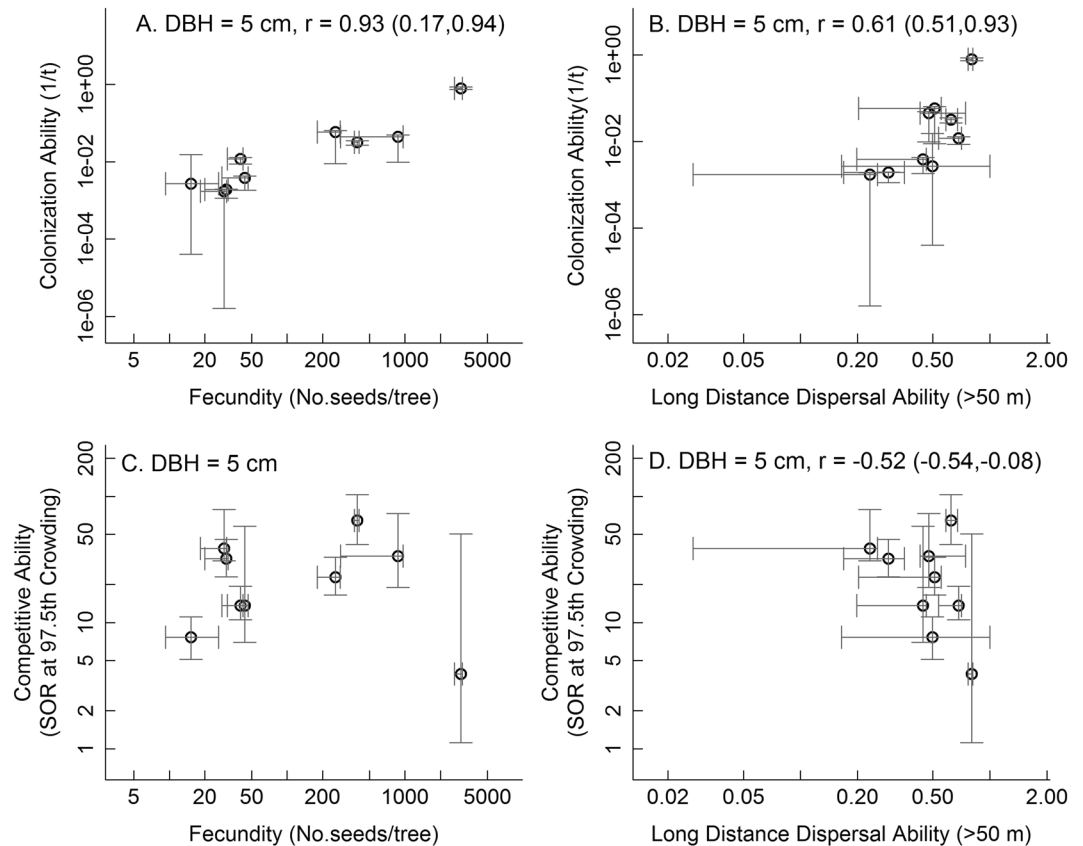 A. DBH = 5 cm, r = 0.93 (0.17,0.94)
Colonization Ability (1/t)
1e+00
1e-02
1e-04
1e-06
5 20 50 200 1000 5000
Fecundity (No.seeds/tree)
B. DBH = 5 cm, r = 0.61 (0.51,0.93)
Colonization Ability(1/t)
1e+00
1e-02
1e-04
1e-06
0.02 0.05 0.20 0.50 2.00
Long Distance Dispersal Ability (>50 m)
C. DBH = 5 cm
Competitive Ability
(SOR at 97.5th Crowding)
200
50
10
5
2
1
5 20 50 200 1000 5000
Fecundity (No.seeds/tree)
D. DBH = 5 cm, r = -0.52 (-0.54,-0.08)
Competitive Ability
(SOR at 97.5th Crowding)
200
50
10
5
2
1
0.02 0.05 0.20 0.50 2.00
Long Distance Dispersal Ability (>50 m)